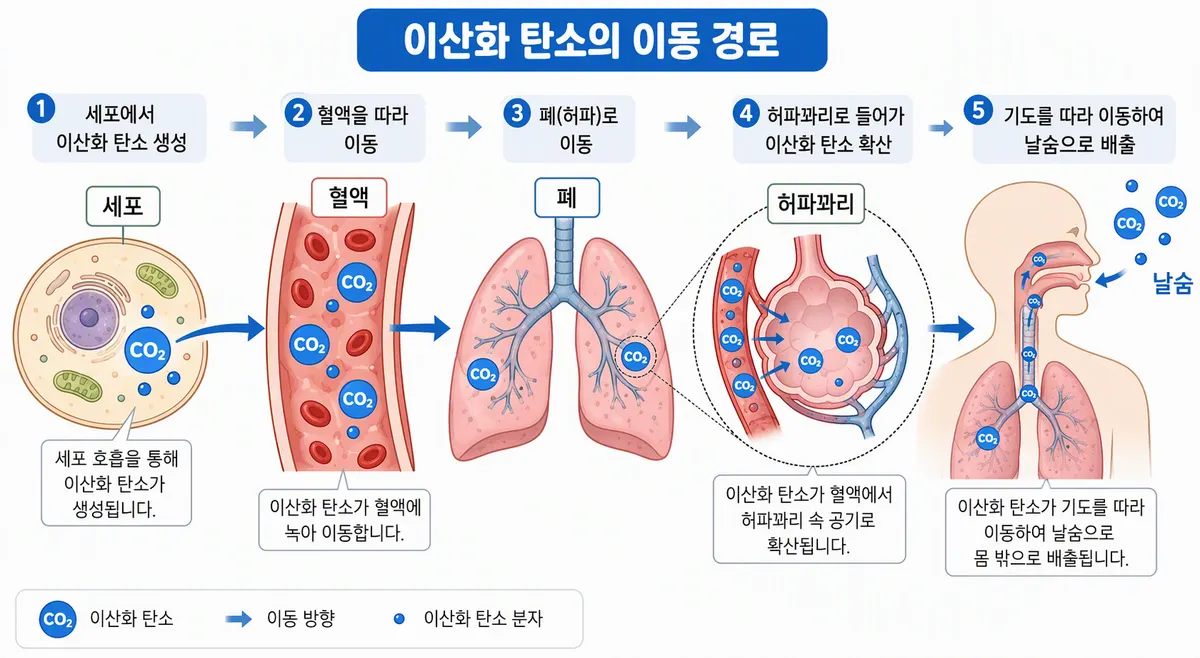 이산화 탄소의 이동 경로
1
세포에서
이산화 탄소 생성
2
혈액을 따라
이동
3
폐(허파)로
이동
4
허파꽈리로 들어가
이산화 탄소 확산
5
기도를 따라 이동하여
날숨으로 배출
세포
CO₂
세포 호흡을 통해
이산화 탄소가
생성됩니다.
혈액
CO₂
CO₂
CO₂
이산화 탄소가 혈액에
녹아 이동합니다.
폐
CO₂
CO₂
허파꽈리
CO₂
CO₂
CO₂
CO₂
CO₂
이산화 탄소가 혈액에서
허파꽈리 속 공기로
확산됩니다.
CO₂
CO₂
날숨
CO₂
CO₂
CO₂
CO₂
CO₂
이산화 탄소가 기도를 따라
이동하여 날숨으로
몸 밖으로 배출됩니다.
CO₂ 이산화 탄소
이동 방향
이산화 탄소 분자